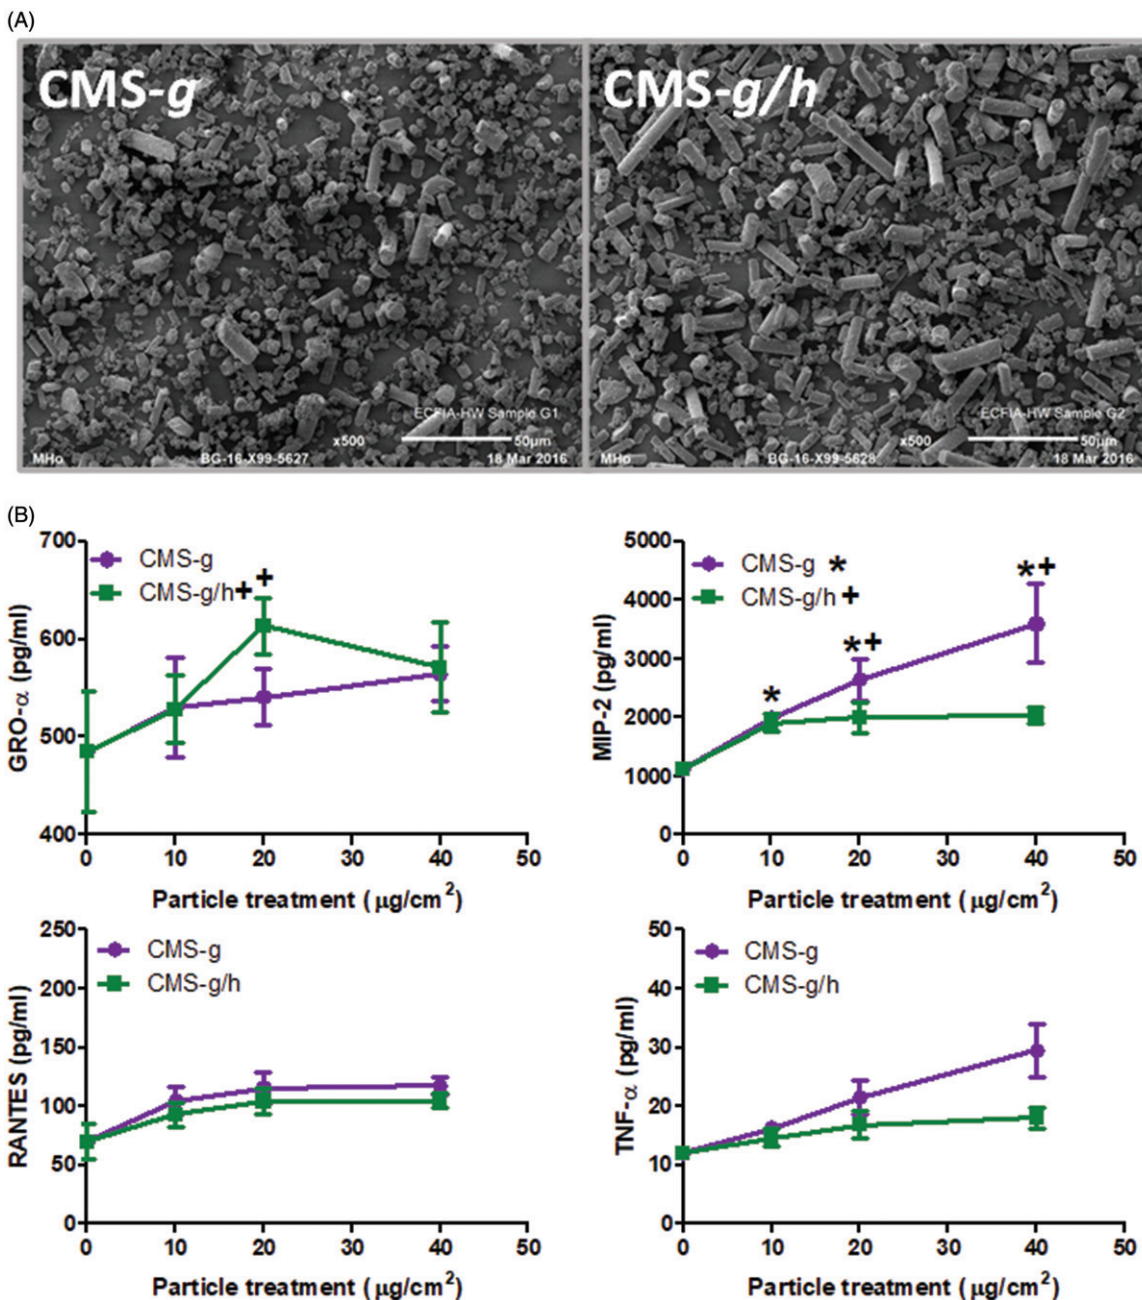 (A)
CMS-g
CMS-g/h
ECFIA-HW Sample G1
x500
50µm
MHo
BG-16-X99-5627
18 Mar 2016
ECFIA-HW Sample G2
x500
50µm
MHo
BG-16-X99-5628
18 Mar 2016
(B)
700
600
500
400
GRO-α (pg/ml)
CMS-g
CMS-g/h+
+
0 10 20 30 40 50
Particle treatment (µg/cm²)
5000
4000
3000
2000
1000
0
MIP-2 (pg/ml)
CMS-g *
CMS-g/h +
*
*+
*+
0 10 20 30 40 50
Particle treatment (µg/cm²)
250
200
150
100
50
0
RANTES (pg/ml)
CMS-g
CMS-g/h
0 10 20 30 40 50
Particle treatment (µg/cm²)
50
40
30
20
10
0
TNF-α (pg/ml)
CMS-g
CMS-g/h
0 10 20 30 40 50
Particle treatment (µg/cm²)